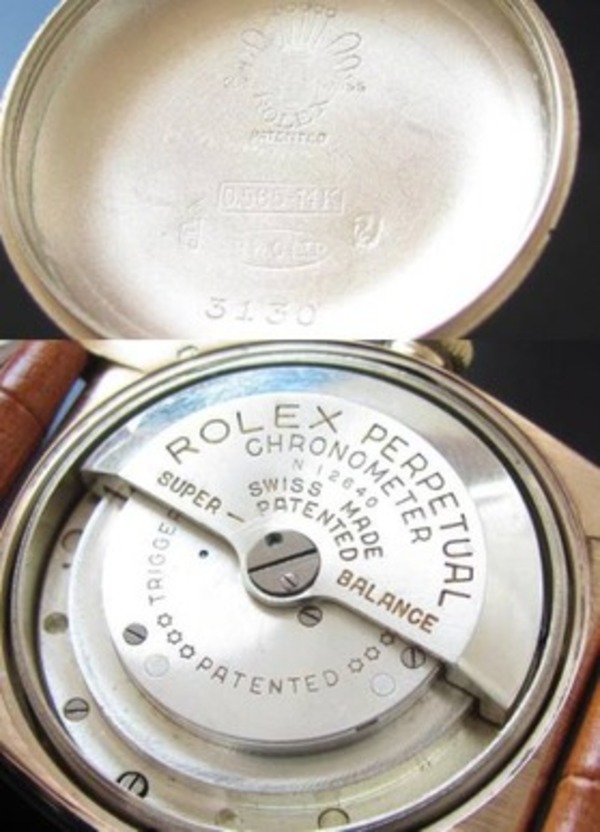 ROLEX
PATENTED
0,585-14K
3130
ROLEX PERPETUAL
CHRONOMETER
N 12640
SWISS MADE
PATENTED
SUPER — BALANCE
TRIGGER
PATENTED